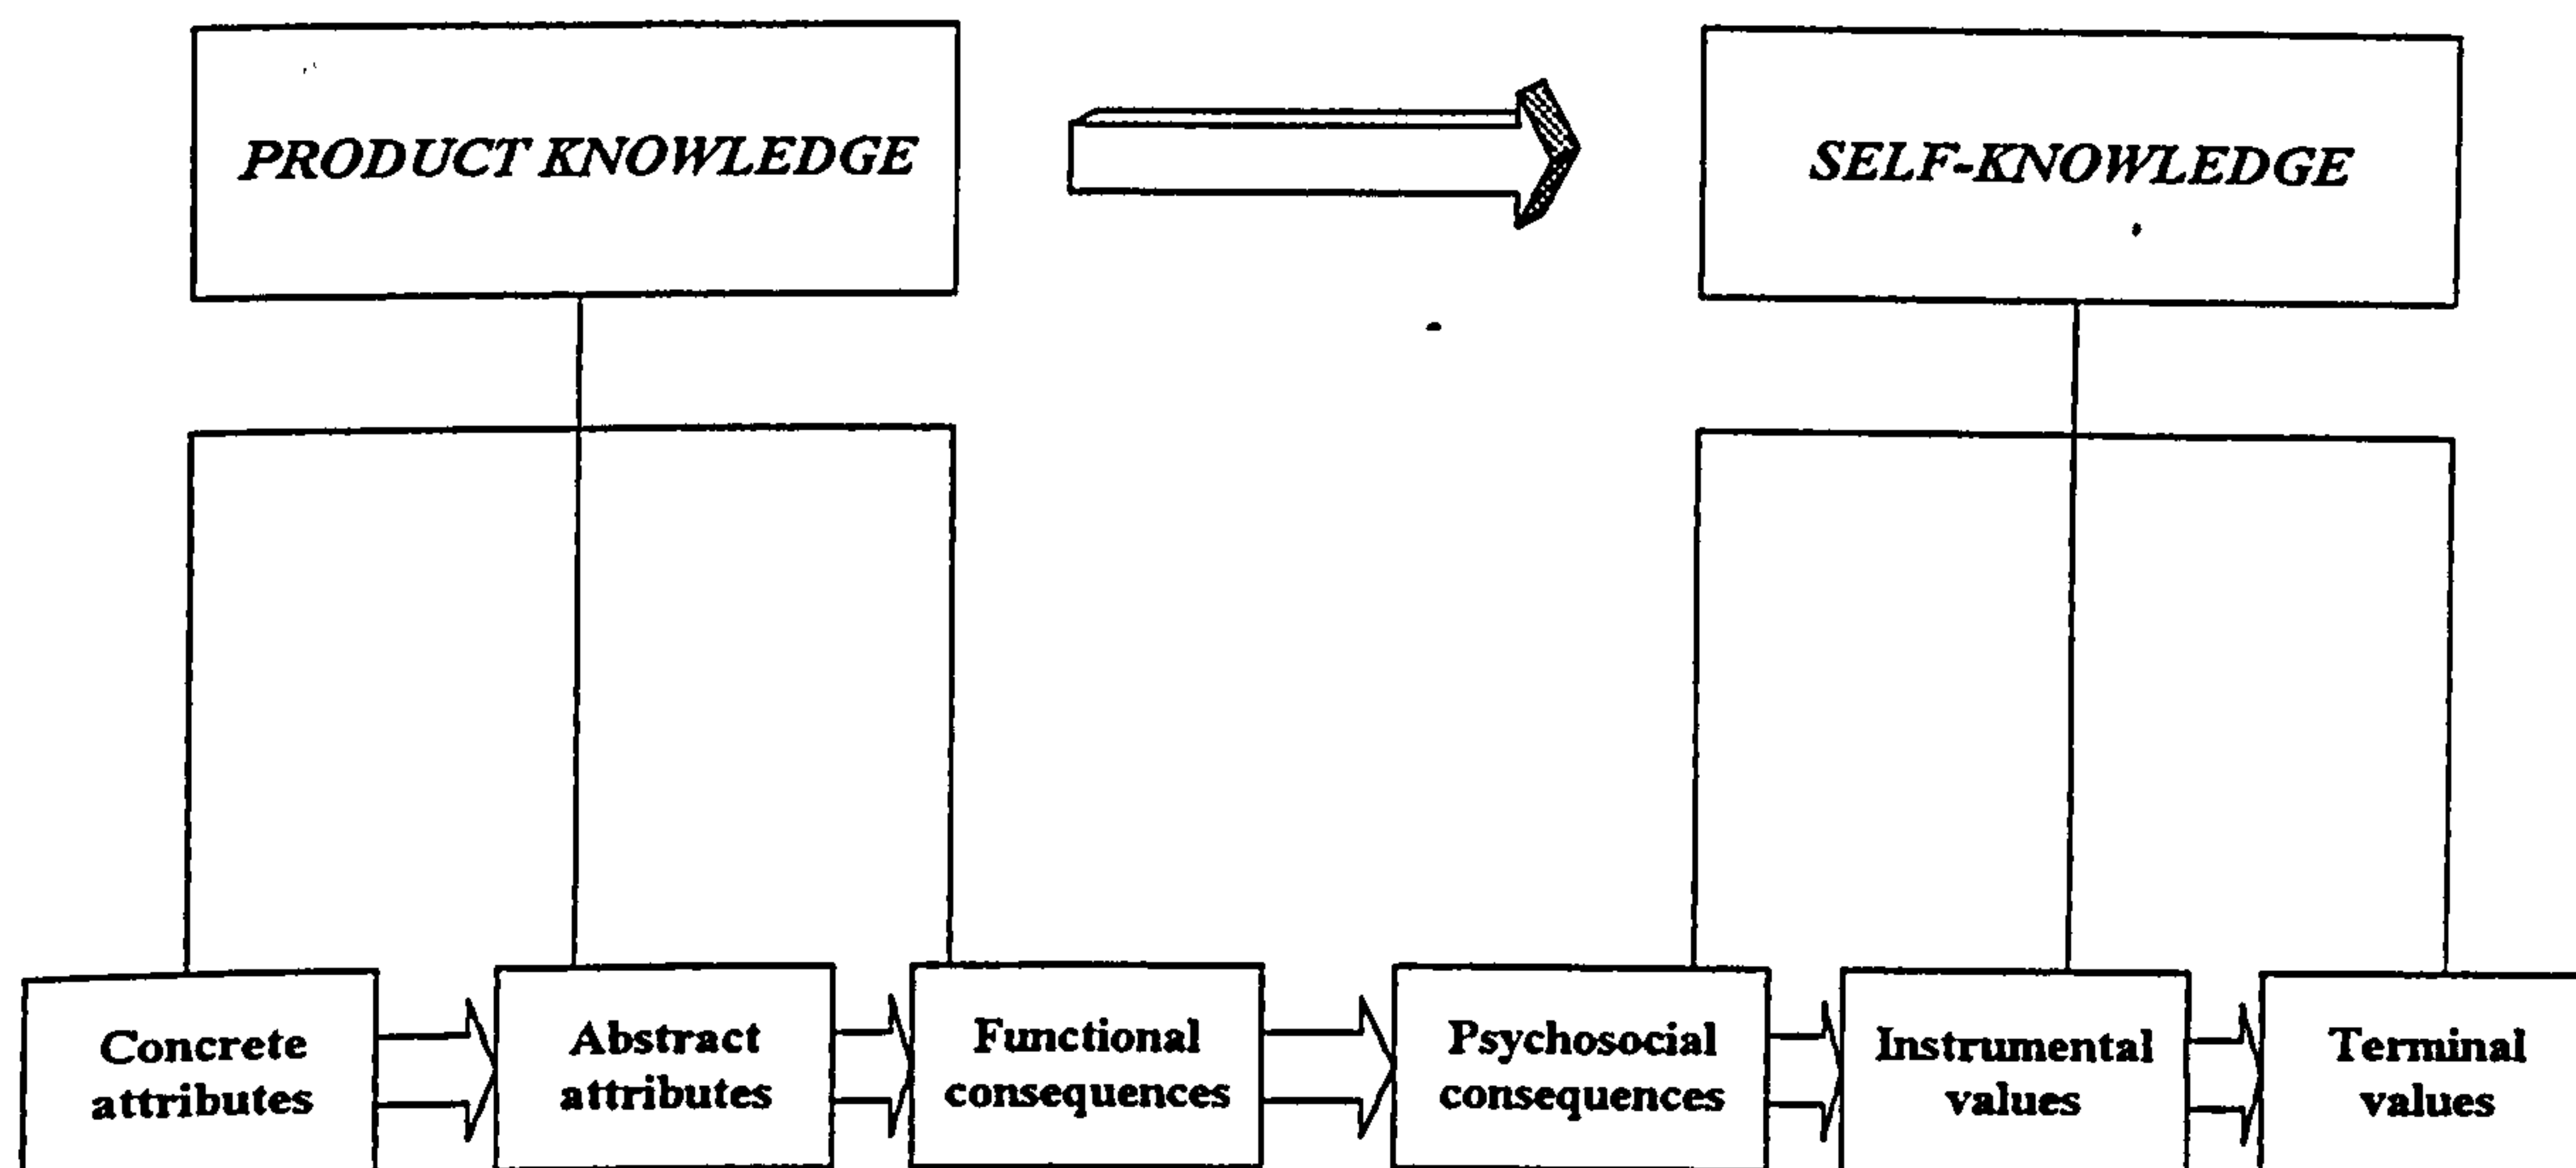 PRODUCT KNOWLEDGE
SELF-KNOWLEDGE
Concrete
attributes
Abstract
attributes
Functional
consequences
Psychosocial
consequences
Instrumental
values
Terminal
values